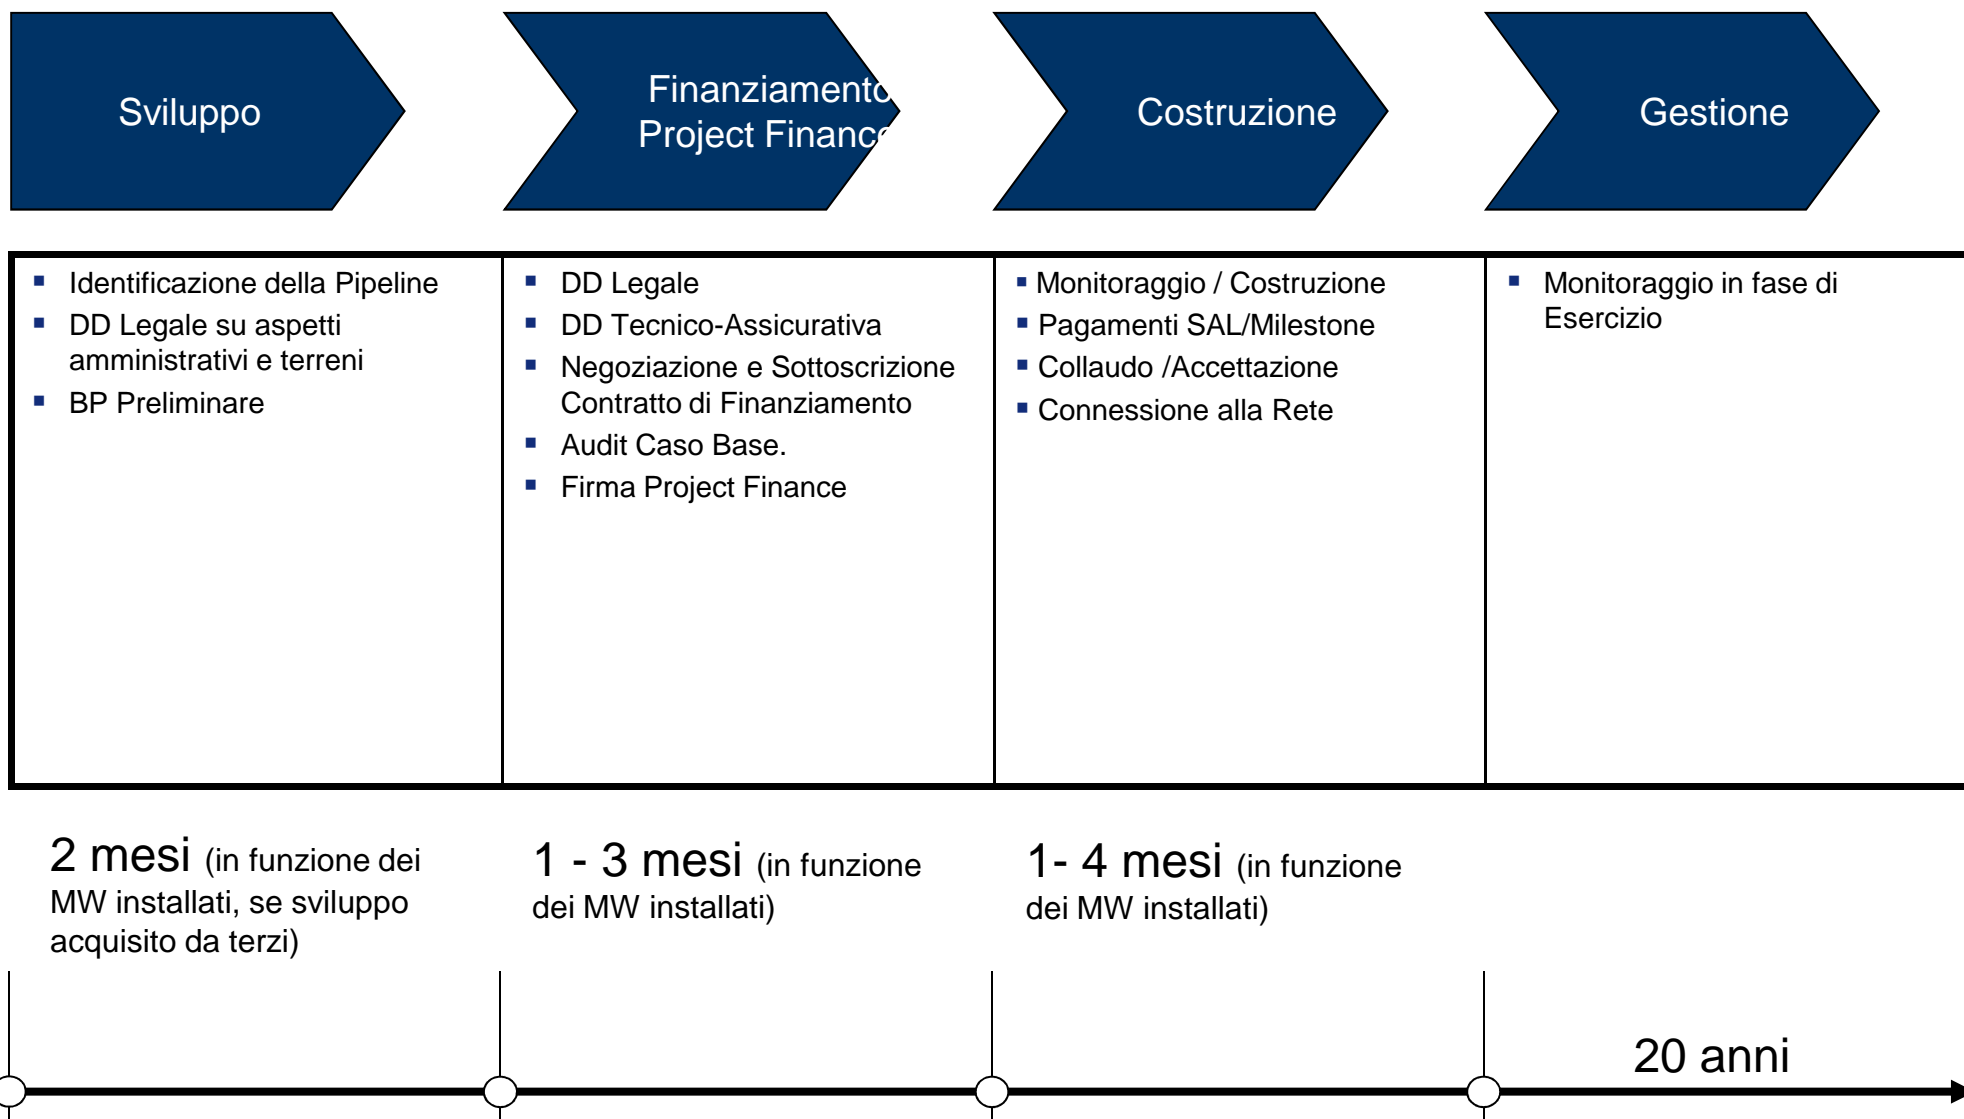 Sviluppo
Finanziamento
Project Finance
Costruzione
Gestione
Identificazione della Pipeline
DD Legale su aspetti
amministrativi e terreni
BP Preliminare
DD Legale
DD Tecnico-Assicurativa
Negoziazione e Sottoscrizione
Contratto di Finanziamento
Audit Caso Base.
Firma Project Finance
Monitoraggio / Costruzione
Pagamenti SAL/Milestone
Collaudo /Accettazione
Connessione alla Rete
Monitoraggio in fase di
Esercizio
2 mesi (in funzione dei
MW installati, se sviluppo
acquisito da terzi)
1 - 3 mesi (in funzione
dei MW installati)
1- 4 mesi (in funzione
dei MW installati)
20 anni